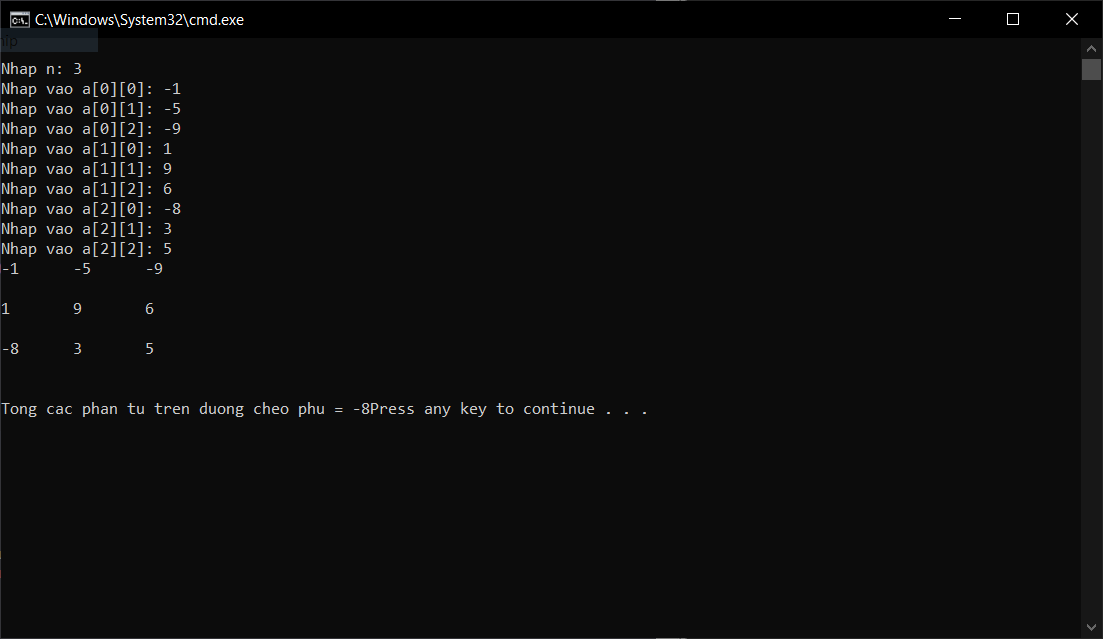 C:\Windows\System32\cmd.exe
Nhap n: 3
Nhap vao a[0][0]: -1
Nhap vao a[0][1]: -5
Nhap vao a[0][2]: -9
Nhap vao a[1][0]: 1
Nhap vao a[1][1]: 9
Nhap vao a[1][2]: 6
Nhap vao a[2][0]: -8
Nhap vao a[2][1]: 3
Nhap vao a[2][2]: 5
-1 -5 -9
1 9 6
-8 3 5
Tong cac phan tu tren duong cheo phu = -8Press any key to continue . . .